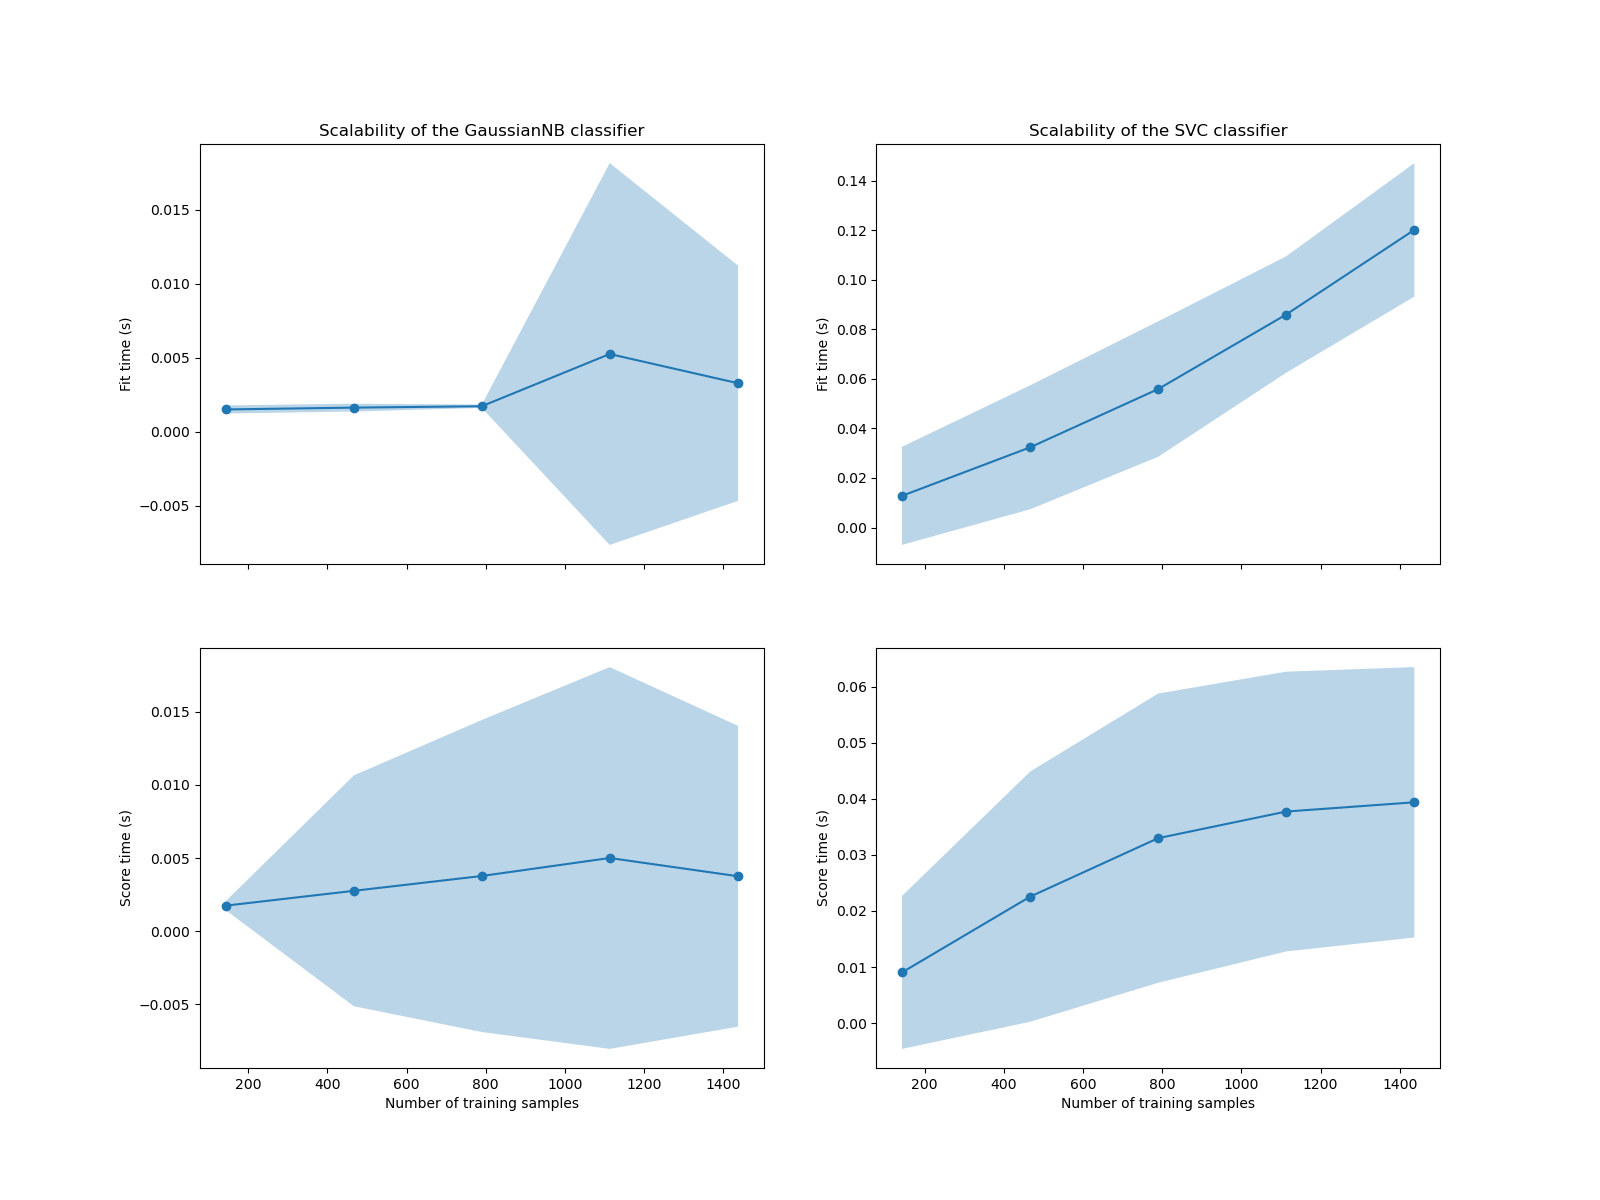 Scalability of the GaussianNB classifier
Fit time (s)
0.015
0.010
0.005
0.000
−0.005
Scalability of the SVC classifier
Fit time (s)
0.14
0.12
0.10
0.08
0.06
0.04
0.02
0.00
Score time (s)
0.015
0.010
0.005
0.000
−0.005
200 400 600 800 1000 1200 1400
Number of training samples
Score time (s)
0.06
0.05
0.04
0.03
0.02
0.01
0.00
200 400 600 800 1000 1200 1400
Number of training samples